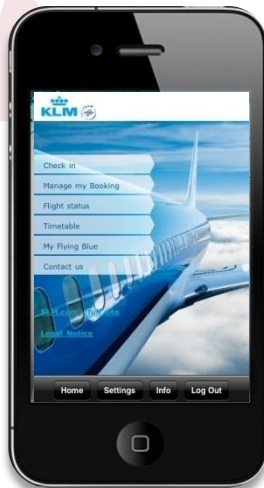 KLM
Check in
Manage my Booking
Flight status
Timetable
My Flying Blue
Contact us
Legal Notice
Home Settings Info Log Out